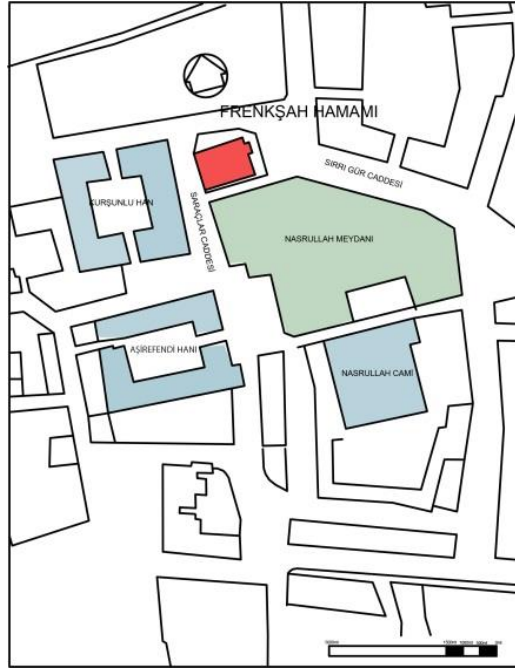 FRENKŞAH HAMAMI
SIRRI GÜR CADDESİ
KURŞUNLU HAN
SARAÇLAR CADDESİ
NASRULLAH MEYDANI
AŞİREFENDİ HANI
NASRULLAH CAMİ